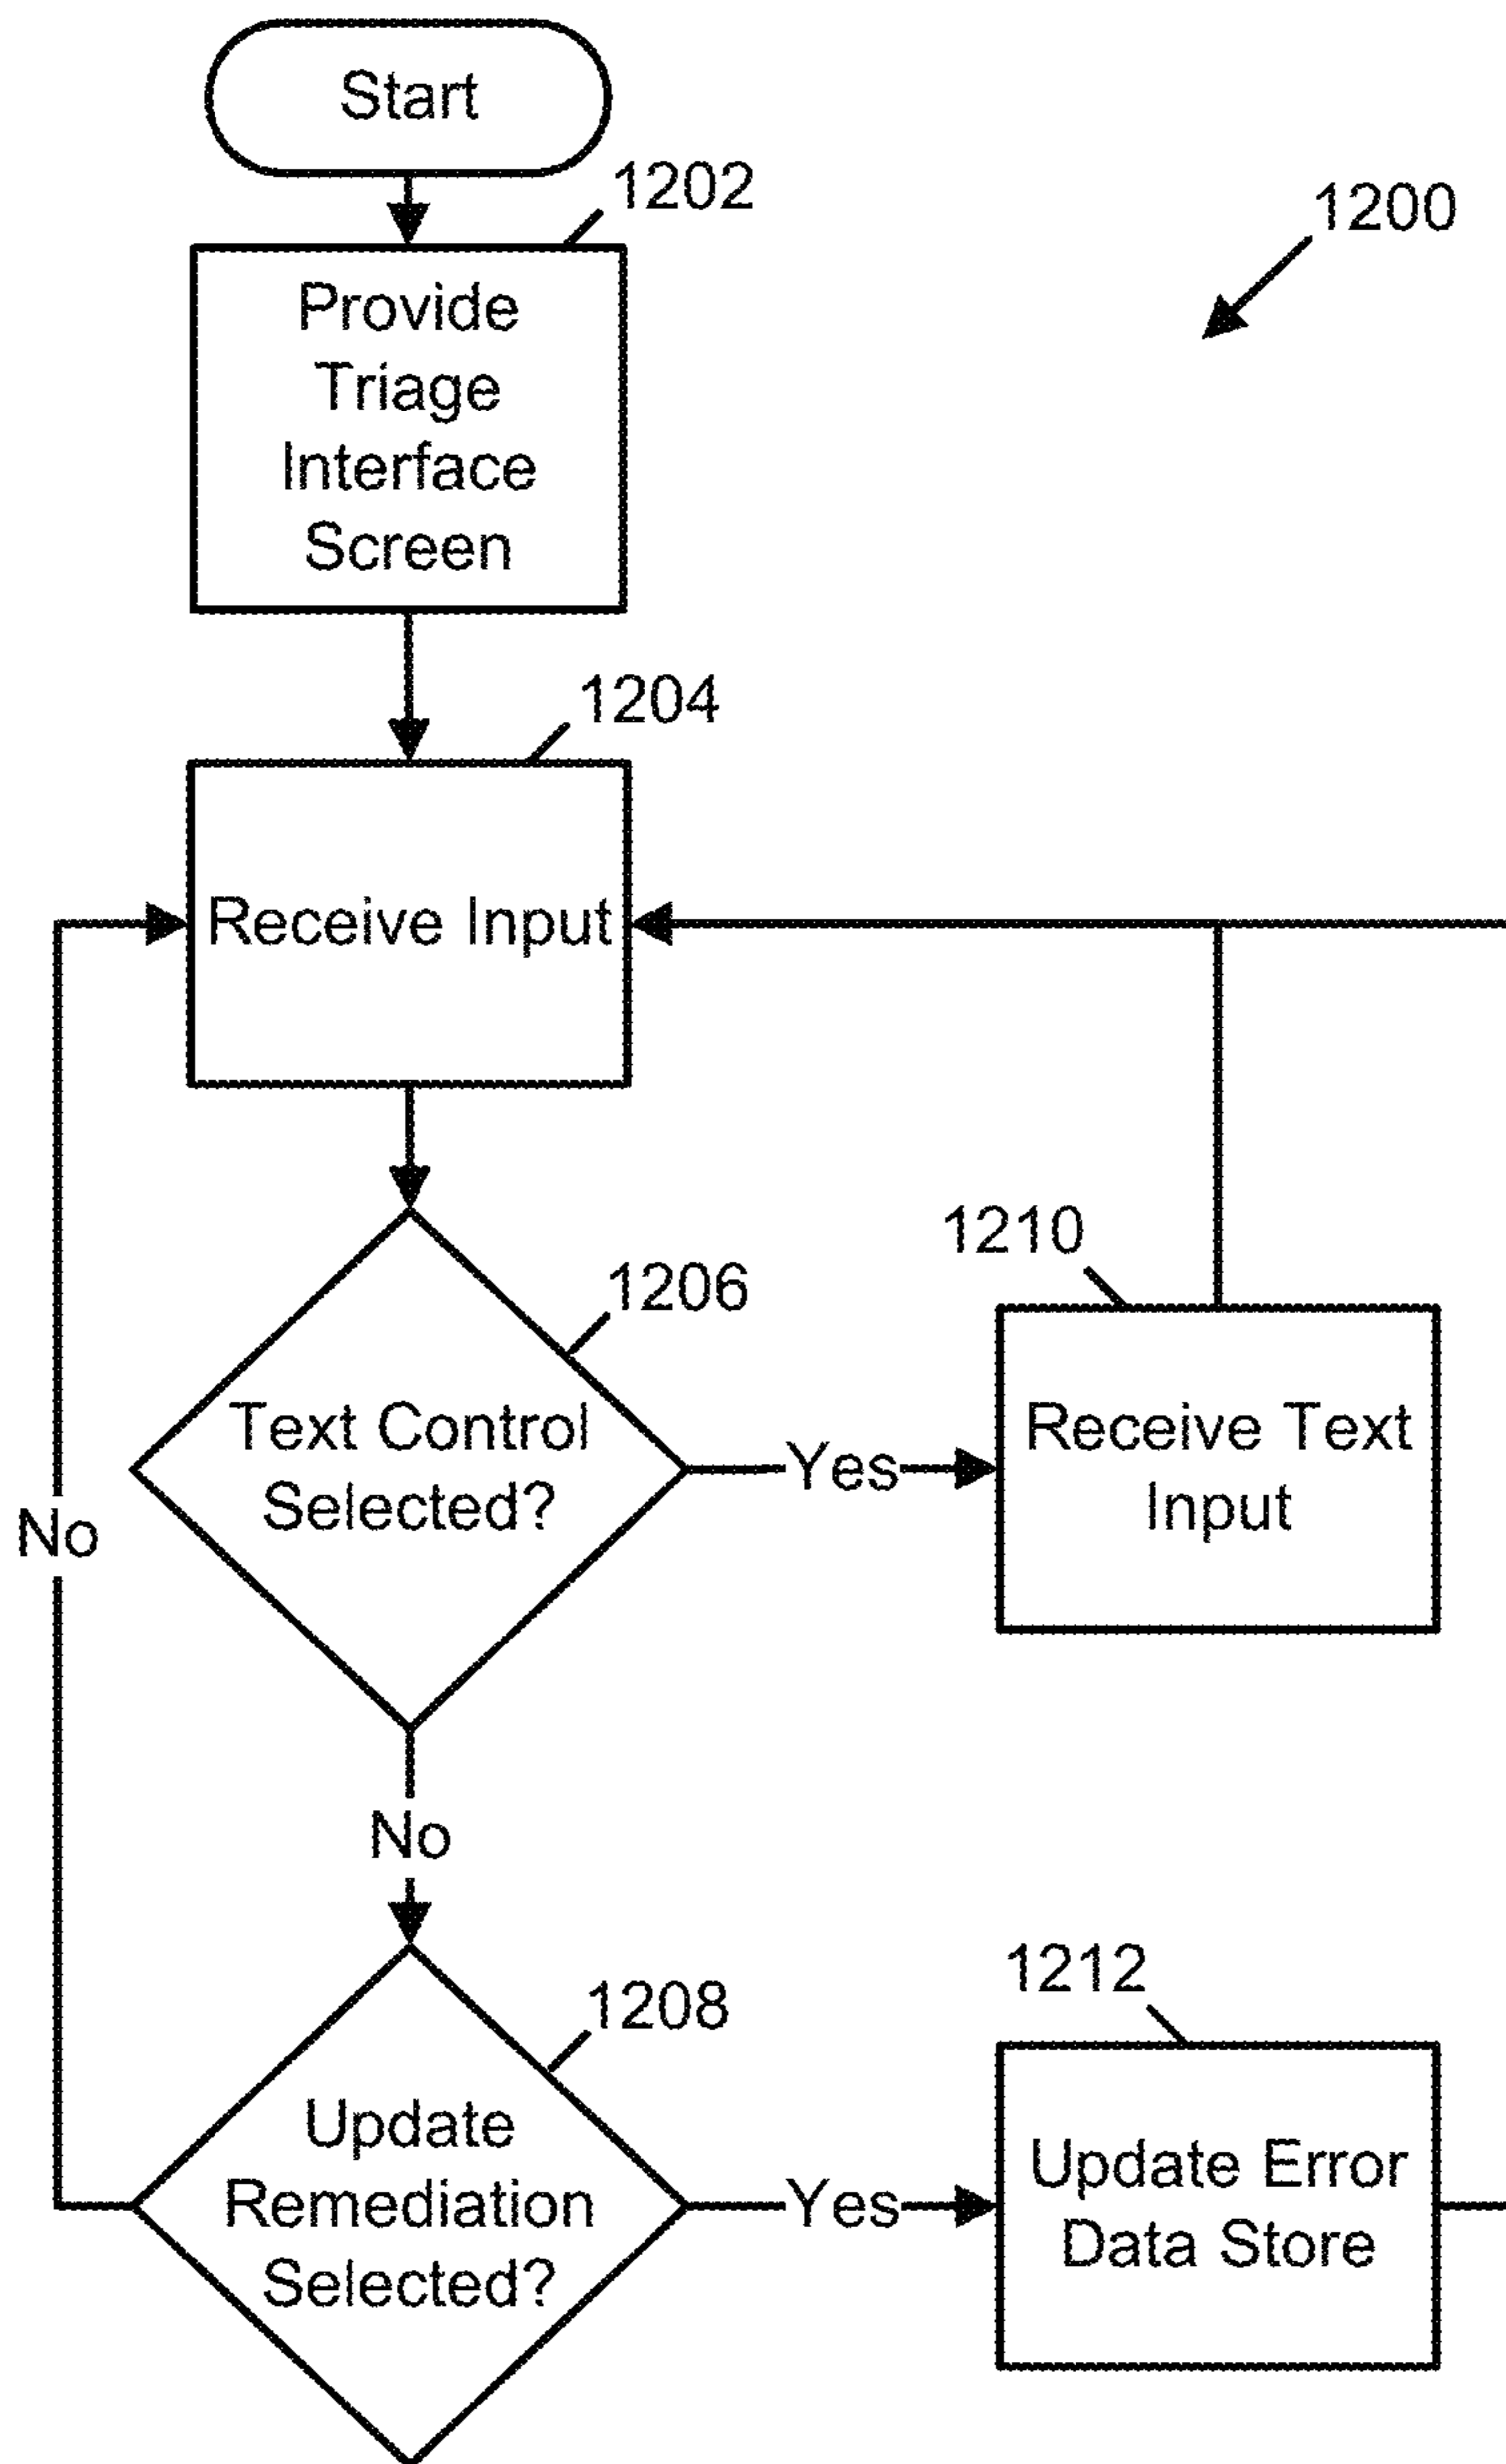 Start
1202
1200
Provide
Triage
Interface
Screen
1204
Receive Input
1206
1210
Text Control
Selected?
Yes
Receive Text
Input
No
No
1208
1212
Update
Remediation
Selected?
Yes
Update Error
Data Store